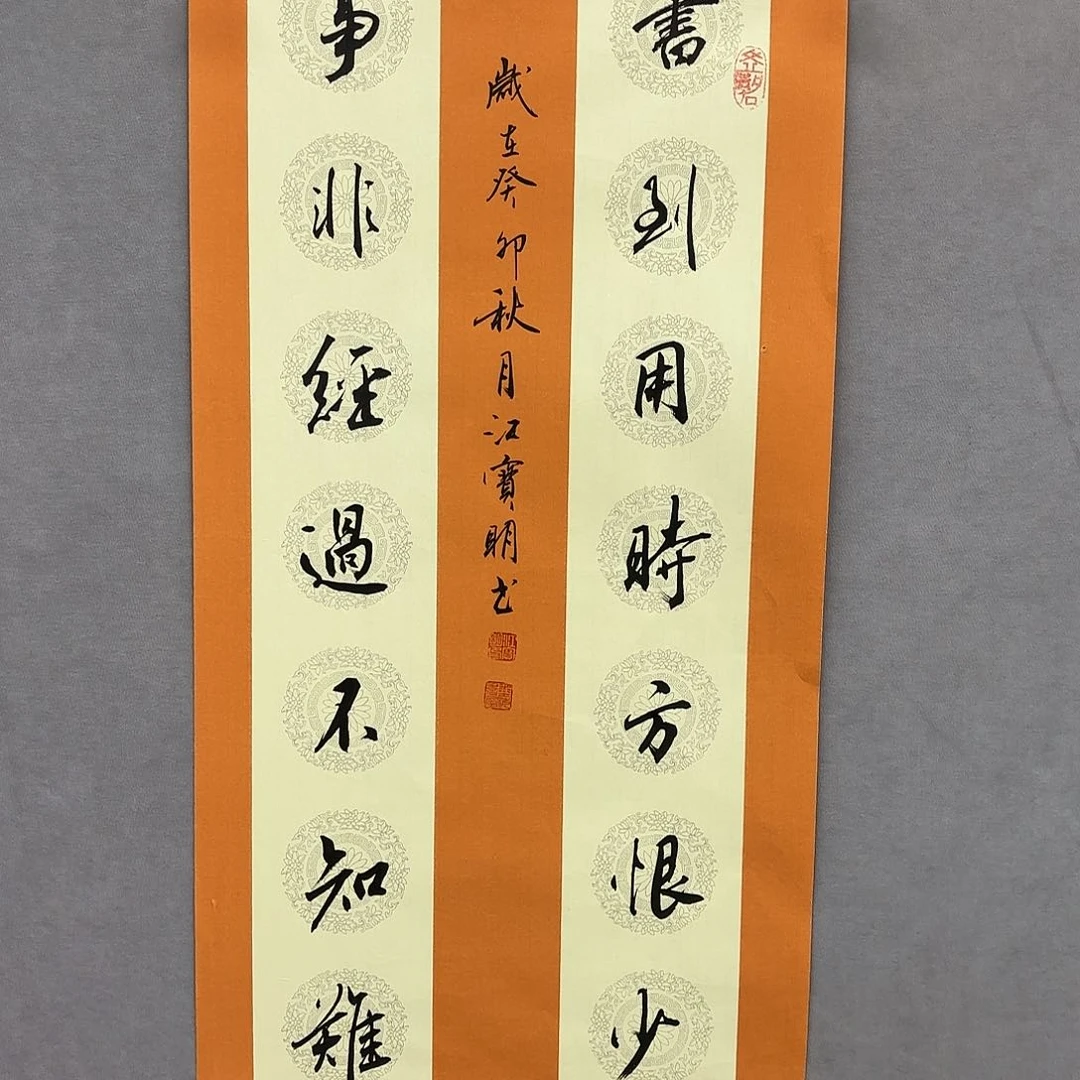 書到用時方恨少
事非經過不知難
歲在癸卯秋月江寶明书